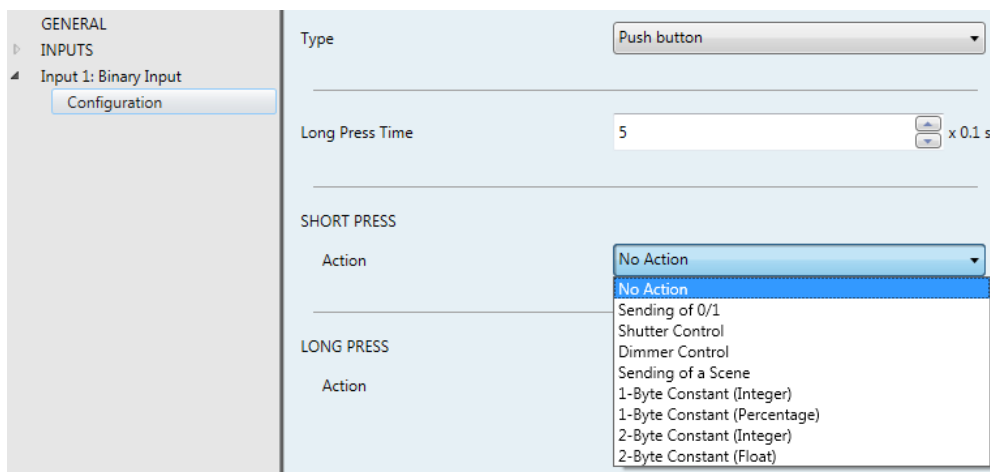 GENERAL
INPUTS
Input 1: Binary Input
Configuration
Type Push button
Long Press Time 5 x 0.1 s
SHORT PRESS
Action No Action
No Action
Sending of 0/1
Shutter Control
Dimmer Control
Sending of a Scene
1-Byte Constant (Integer)
1-Byte Constant (Percentage)
2-Byte Constant (Integer)
2-Byte Constant (Float)
LONG PRESS
Action